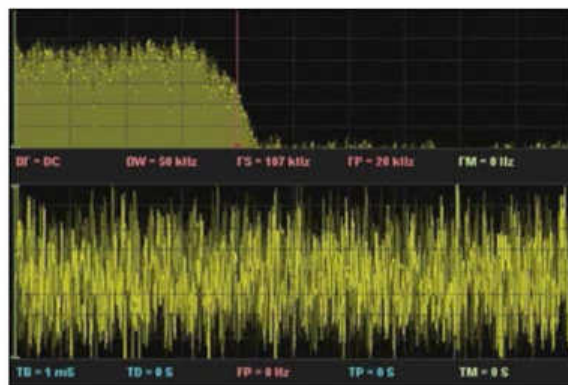 BF = DC DW = 50 kHz FS = 107 kHz FP = 20 kHz FM = 0 Hz
TB = 1 mS TD = 0 S FP = 0 Hz TP = 0 S TM = 0 S